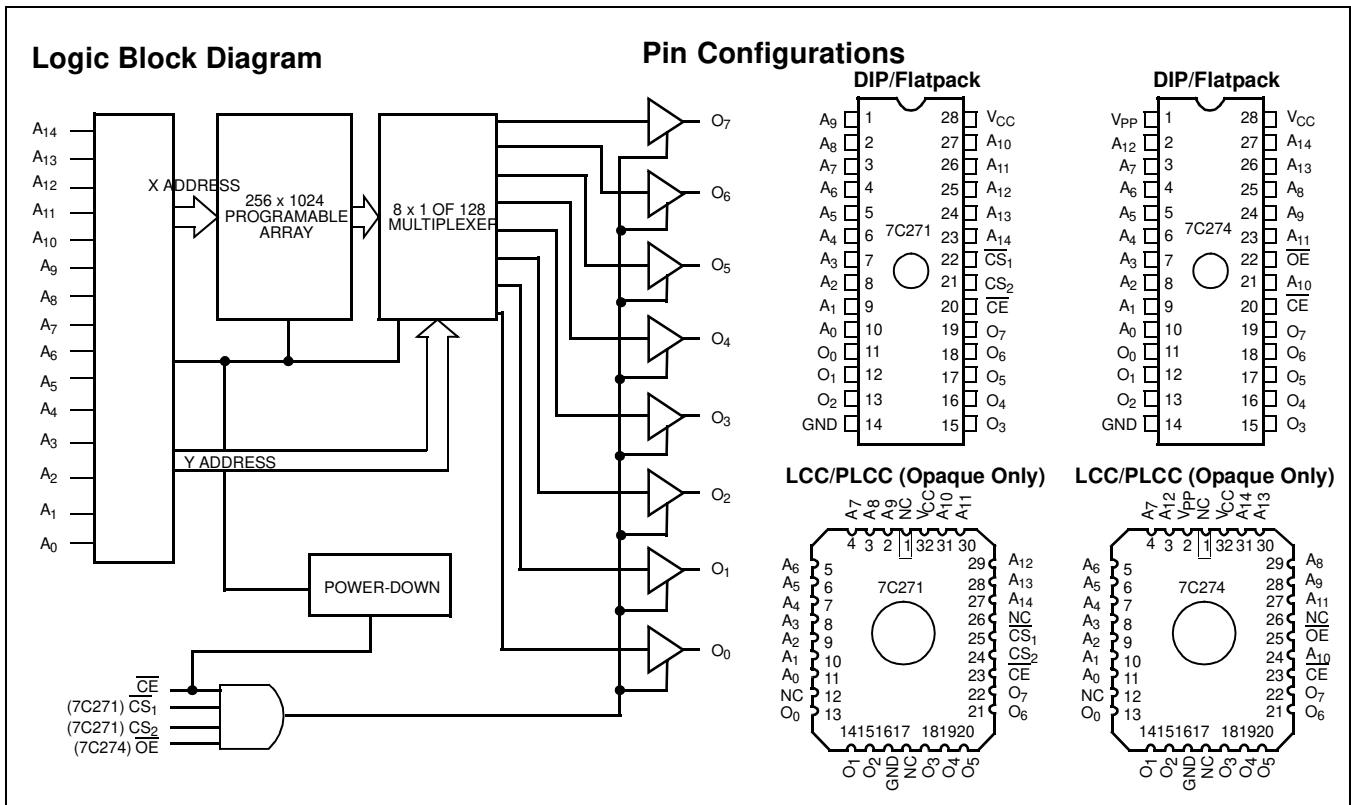 Logic Block Diagram
A14
A13
A12
A11
A10
A9
A8
A7
A6
A5
A4
A3
A2
A1
A0
X ADDRESS
256 x 1024
PROGRAMABLE
ARRAY
8 x 1 OF 128
MULTIPLEXER
Y ADDRESS
POWER-DOWN
CE
(7C271) CS1
(7C271) CS2
(7C274) OE
O7
O6
O5
O4
O3
O2
O1
O0
Pin Configurations
DIP/Flatpack
A9 1 28 VCC
A8 2 27 A10
A7 3 26 A11
A6 4 25 A12
A5 5 24 A13
A4 6 7C271 23 A14
A3 7 22 CS1
A2 8 21 CS2
A1 9 20 CE
A0 10 19 O7
O0 11 18 O6
O1 12 17 O5
O2 13 16 O4
GND 14 15 O3
DIP/Flatpack
VPP 1 28 VCC
A12 2 27 A14
A7 3 26 A13
A6 4 25 A8
A5 5 24 A9
A4 6 7C274 23 A11
A3 7 22 OE
A2 8 21 A10
A1 9 20 CE
A0 10 19 O7
O0 11 18 O6
O1 12 17 O5
O2 13 16 O4
GND 14 15 O3
LCC/PLCC (Opaque Only)
A7 A8 A9 NC VCC A10 A11
4 3 2 1 32 31 30
A6 5 29 A12
A5 6 7C271 28 A13
A4 7 27 A14
A3 8 26 NC
A2 9 25 CS1
A1 10 24 CS2
A0 11 23 CE
NC 12 22 O7
O0 13 21 O6
14 15 16 17 18 19 20
O1 O2 GND NC O3 O4 O5
LCC/PLCC (Opaque Only)
A7 A12 VPP NC VCC A14 A13
4 3 2 1 32 31 30
A6 5 29 A8
A5 6 7C274 28 A9
A4 7 27 A11
A3 8 26 NC
A2 9 25 OE
A1 10 24 A10
A0 11 23 CE
NC 12 22 O7
O0 13 21 O6
14 15 16 17 18 19 20
O1 O2 GND NC O3 O4 O5